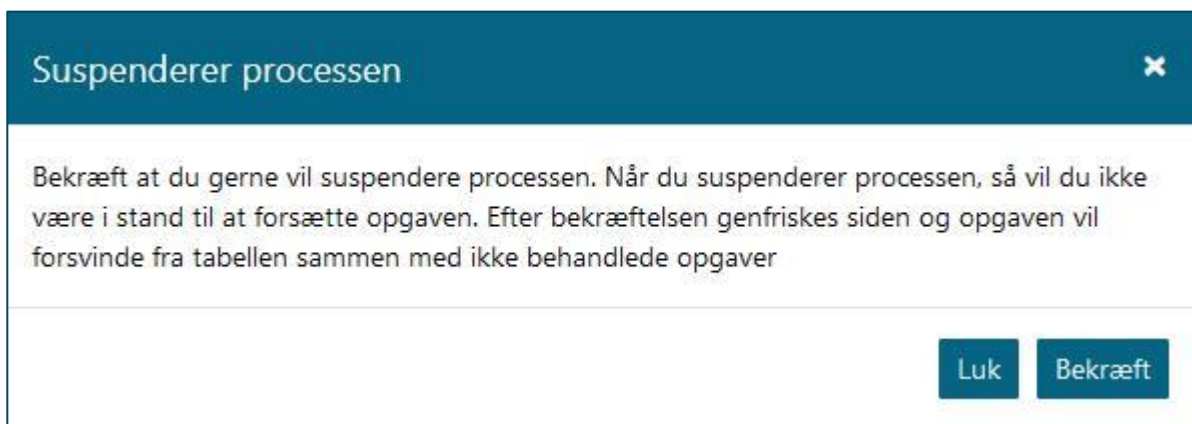 Suspenderer processen
Bekræft at du gerne vil suspendere processen. Når du suspenderer processen, så vil du ikke
være i stand til at forsætte opgaven. Efter bekræftelsen genfriskes siden og opgaven vil
forsvinde fra tabellen sammen med ikke behandlede opgaver
Luk
Bekræft